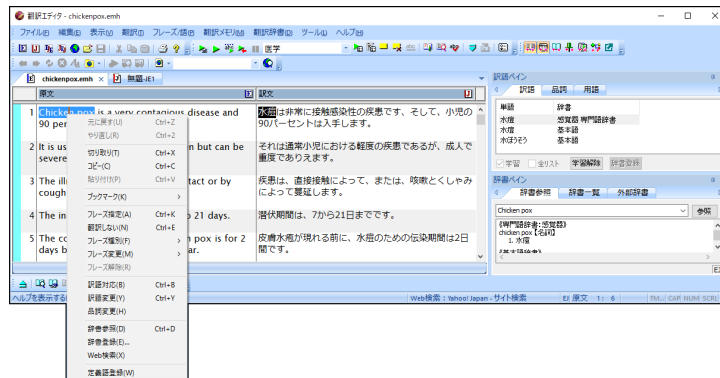 翻訳エディタ - chickenpox.emh
ファイル(F) 編集(E) 表示(V) 翻訳(T) フレーズ/語(P) 翻訳メモリ(M) 翻訳辞書(D) ツール(L) ヘルプ(H)
医学
chickenpox.emh × 無題-JE1
原文 E 訳文 J
1 Chicken pox is a very contagious disease and
90 per
水痘は非常に接触感染性の疾患です、そして、小児の
90パーセントは入手します。
2 It is us
severe
n but can be
それは通常小児における軽度の疾患であるが、成人で
重度でありえます。
3 The ill
cough
tact or by
疾患は、直接接触によって、または、咳嗽とくしゃみ
によって蔓延します。
4 The in
o 21 days.
潜伏期間は、7から21日までです。
5 The co
days b
n pox is for 2
ar.
皮膚水疱が現れる前に、水痘のための伝染期間は2日
間です。
元に戻す(U) Ctrl+Z
やり直し(R) Ctrl+Z
切り取り(T) Ctrl+X
コピー(C) Ctrl+C
貼り付け(P) Ctrl+V
ブックマーク(K) >
フレーズ指定(A) Ctrl+K
翻訳しない(N) Ctrl+E
フレーズ種別(F) >
フレーズ変更(M) >
フレーズ解除(R)
訳語対応(B) Ctrl+B
訳語変更(Y) Ctrl+Y
品詞変更(H)
辞書参照(D) Ctrl+D
辞書登録(E)...
Web検索(X)
定義語登録(W)
訳語ペイン
訳語 品詞 用語
単語 辞書
水痘 感覚器 専門語辞書
水痘 基本語
水ぼうそう 基本語
学習 全リスト 学習解除 辞書登録
辞書ペイン
辞書参照 辞書一覧 外部辞書
Chicken pox 参照
《専門語辞書:感覚器》
chicken pox【名詞】
1. 水痘
《基本語辞書》
ヘルプを表示する
Web検索 : Yahoo! Japan - サイト検索 EJ 原文 1: 6 TM... CAP NUM SCRL